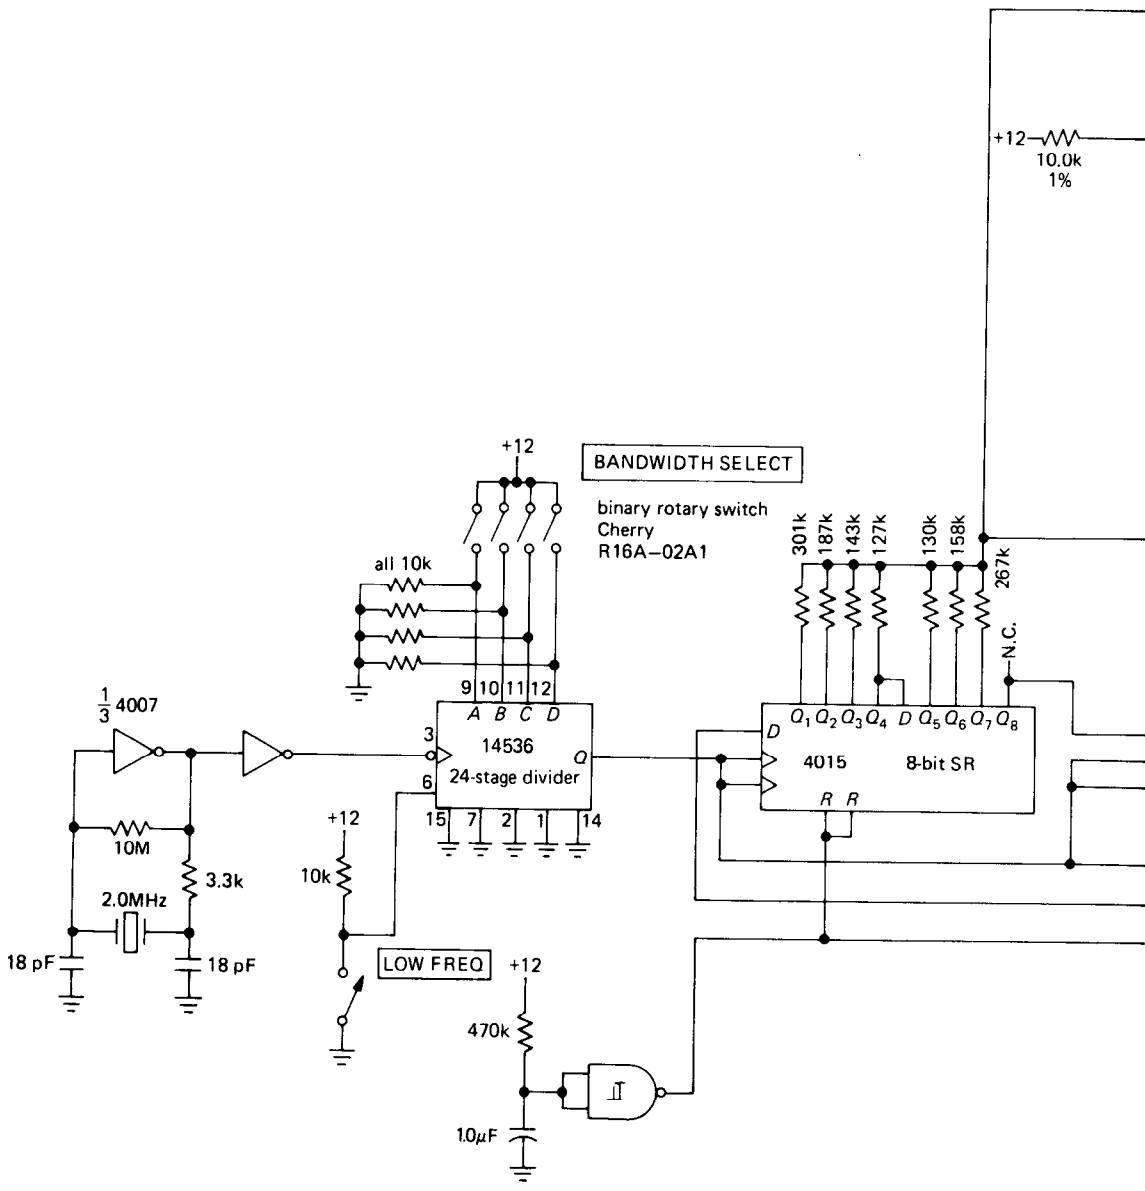 +12
10.0k
1%
+12
BANDWIDTH SELECT
binary rotary switch
Cherry
R16A–02A1
all 10k
301k
187k
143k
127k
130k
158k
267k
N.C.
9 10 11 12
A B C D
1/3 4007
3
14536
24-stage divider
Q
6
15 7 2 1 14
Q1 Q2 Q3 Q4 D Q5 Q6 Q7 Q8
D
4015 8-bit SR
R R
10M
3.3k
2.0MHz
18 pF
18 pF
+12
10k
LOW FREQ
+12
470k
1.0µF